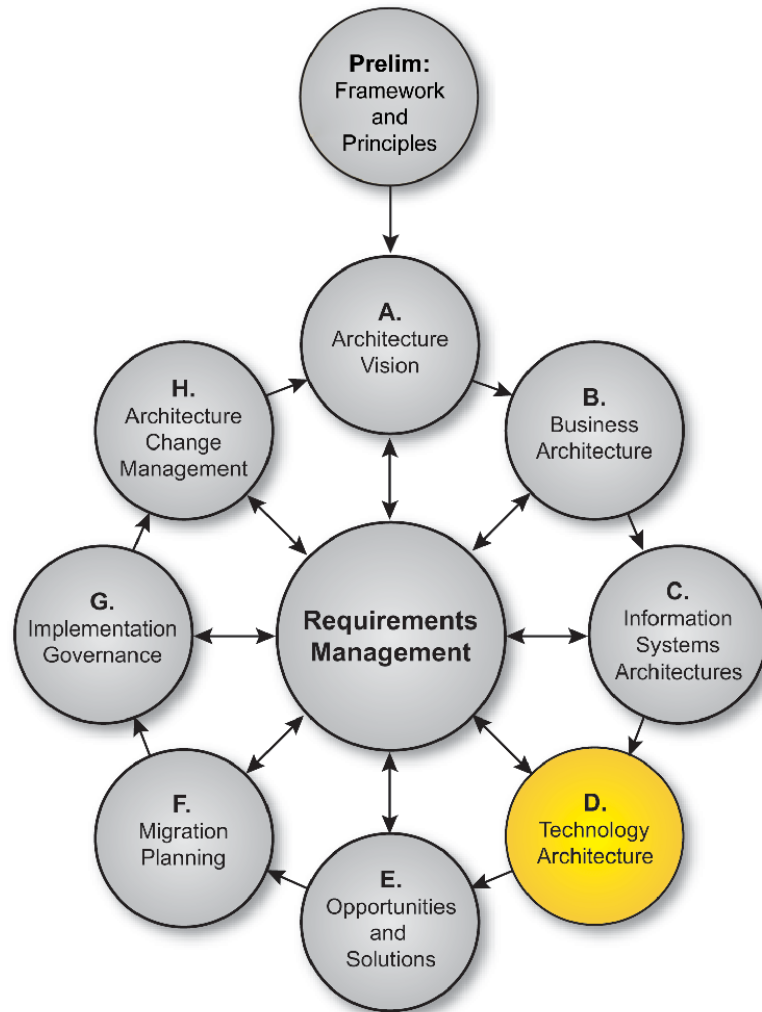 Prelim:
Framework
and
Principles
A.
Architecture
Vision
H.
Architecture
Change
Management
B.
Business
Architecture
G.
Implementation
Governance
Requirements
Management
C.
Information
Systems
Architectures
F.
Migration
Planning
D.
Technology
Architecture
E.
Opportunities
and
Solutions